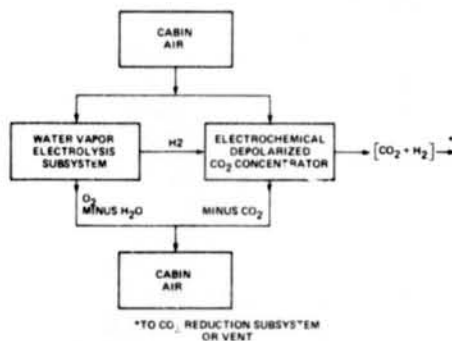 CABIN
AIR
WATER VAPOR
ELECTROLYSIS
SUBSYSTEM
H2
ELECTROCHEMICAL
DEPOLARIZED
CO2 CONCENTRATOR
[CO2 + H2]
*
O2
MINUS H2O
MINUS CO2
CABIN
AIR
*TO CO2 REDUCTION SUBSYSTEM
OR VENT